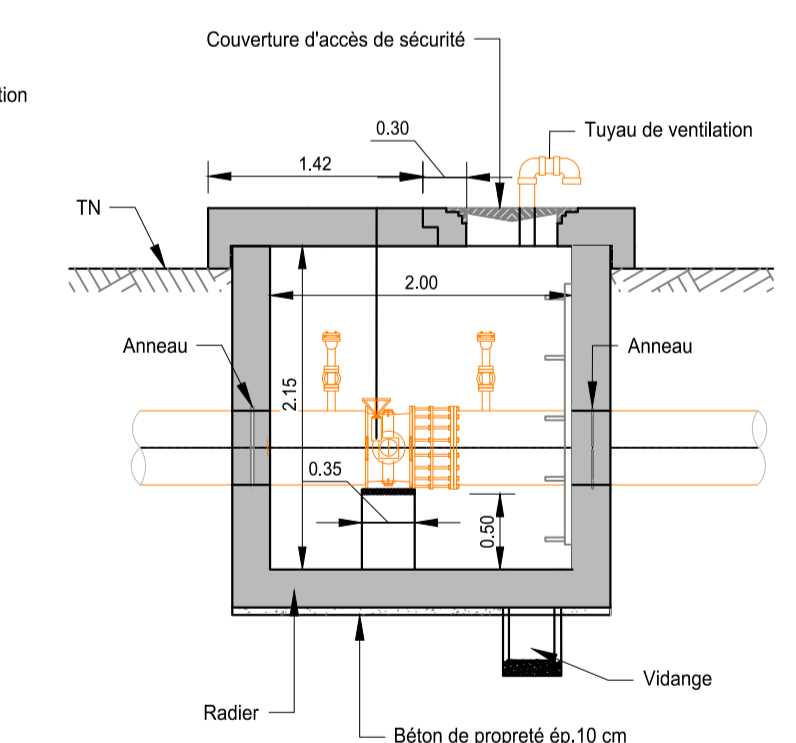 Couverture d'accès de sécurité
tion
0.30
Tuyau de ventilation
1.42
TN
2.00
Anneau
Anneau
2.15
0.35
0.50
Vidange
Radier
Béton de propreté ép.10 cm